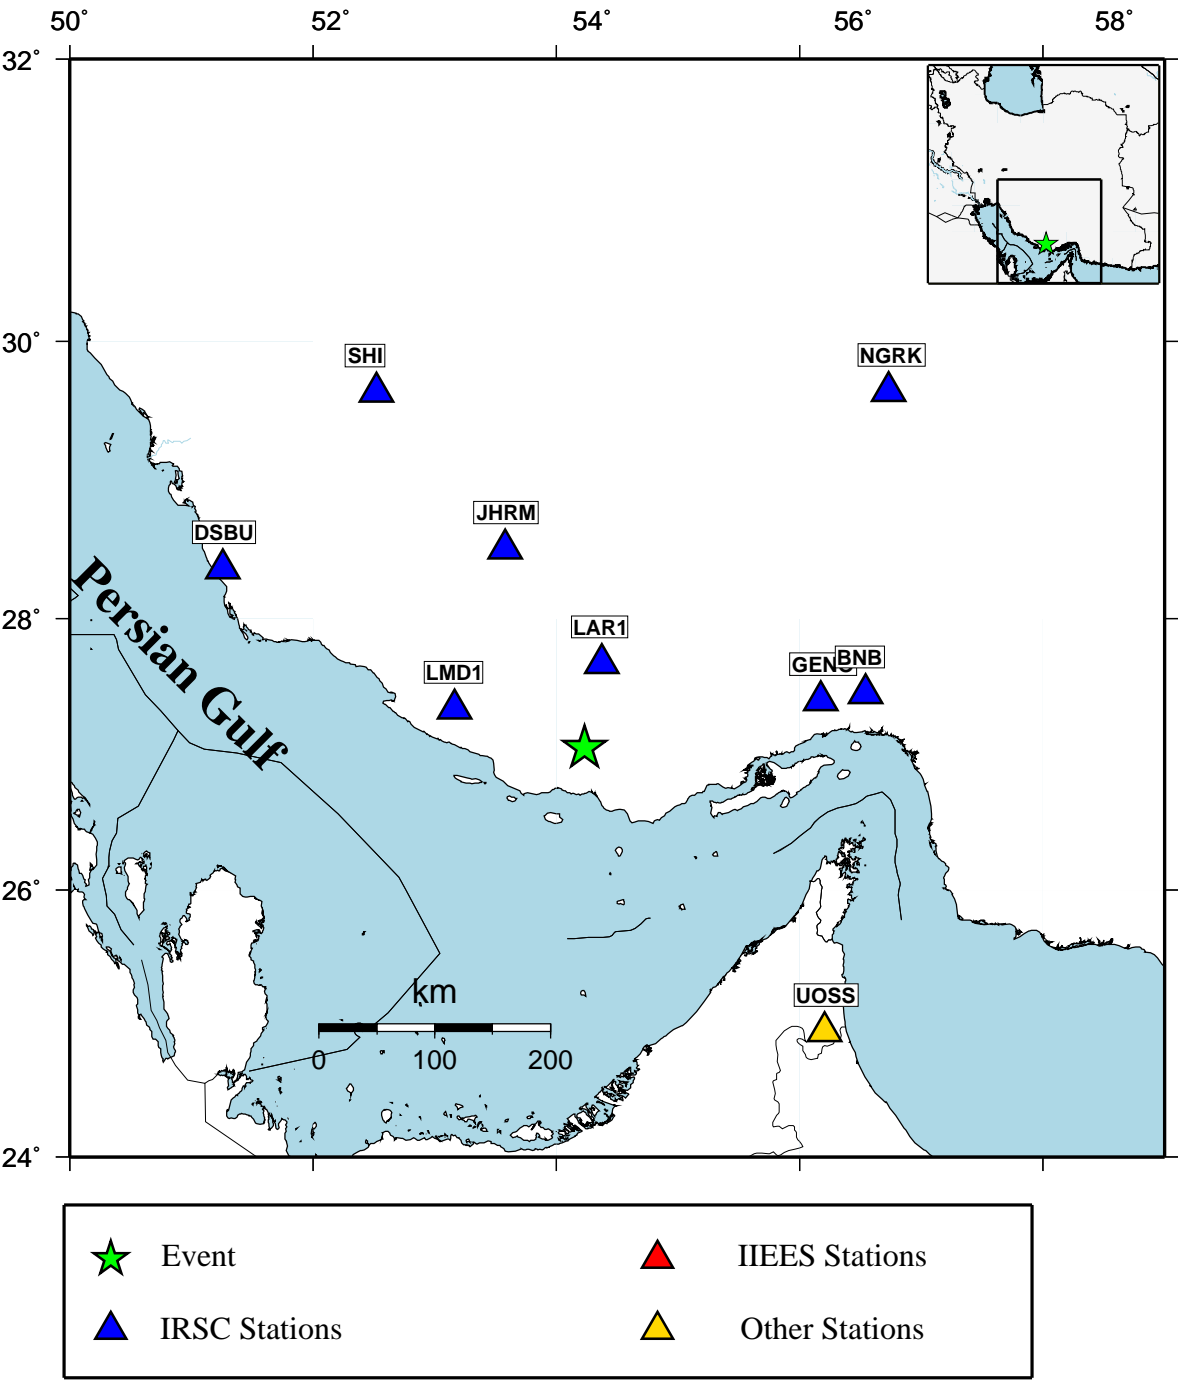 50˚ 52˚ 54˚ 56˚ 58˚
32˚
30˚
SHI NGRK
JHRM
DSBU
28˚
LAR1
BNB
LMD1
Persian Gulf
26˚
UOSS
km
0 100 200
24˚
Event IIEES Stations
IRSC Stations Other Stations